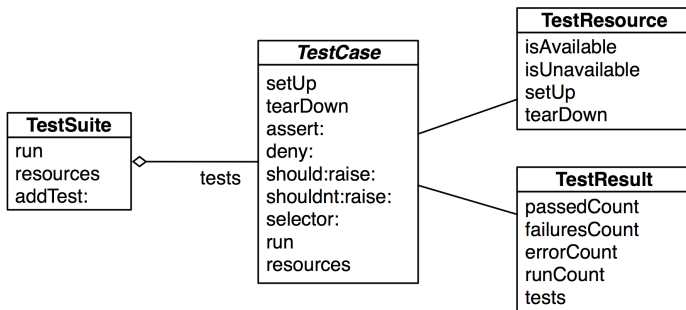 TestSuite
run
resources
addTest:
tests
TestCase
setUp
tearDown
assert:
deny:
should:raise:
shouldnt:raise:
selector:
run
resources
TestResource
isAvailable
isUnavailable
setUp
tearDown
TestResult
passedCount
failuresCount
errorCount
runCount
tests